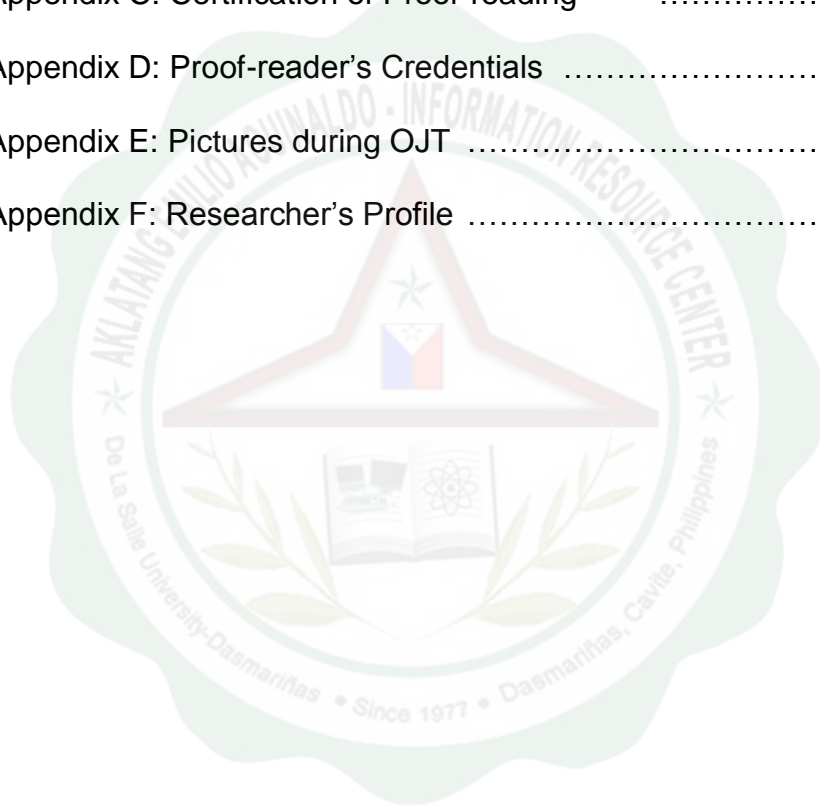 Appendix C: Certification of Proof-reading ……………
Appendix D: Proof-reader’s Credentials ……………………
Appendix E: Pictures during OJT ……………………………
Appendix F: Researcher’s Profile ……………………………
AKLATANG EMILIO AGUINALDO - INFORMATION RESOURCE CENTER
De La Salle University-Dasmariñas • Since 1977 • Dasmariñas, Cavite, Philippines